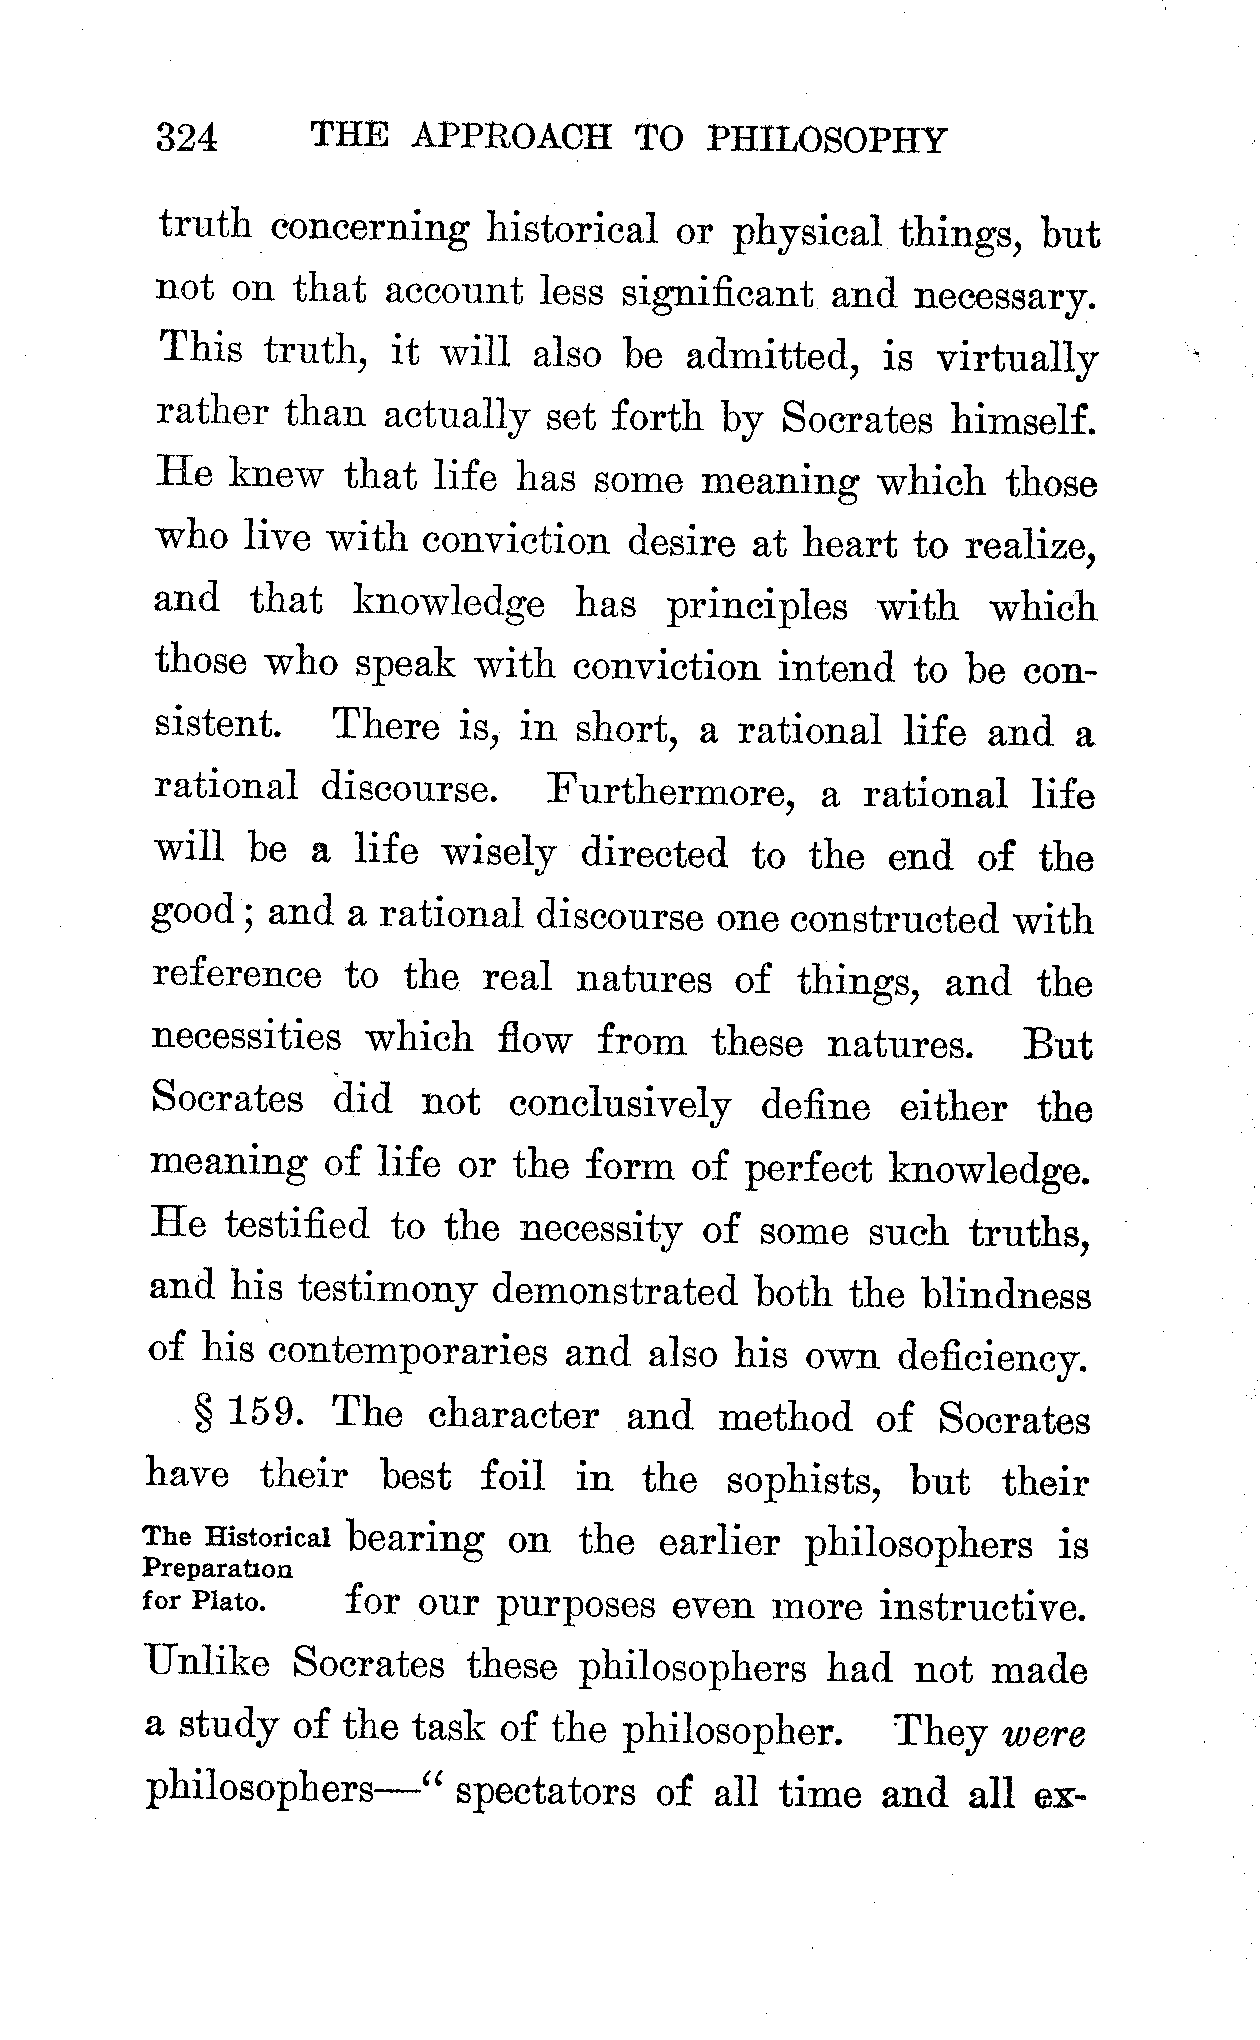 324 THE APPROACH TO PHILOSOPHY
truth concerning historical or physical things, but
not on that account less significant and necessary.
This truth, it will also be admitted, is virtually
rather than actually set forth by Socrates himself.
He knew that life has some meaning which those
who live with conviction desire at heart to realize,
and that knowledge has principles with which
those who speak with conviction intend to be con-
sistent. There is, in short, a rational life and a
rational discourse. Furthermore, a rational life
will be a life wisely directed to the end of the
good; and a rational discourse one constructed with
reference to the real natures of things, and the
necessities which flow from these natures. But
Socrates did not conclusively define either the
meaning of life or the form of perfect knowledge.
He testified to the necessity of some such truths,
and his testimony demonstrated both the blindness
of his contemporaries and also his own deficiency.
§ 159. The character and method of Socrates
have their best foil in the sophists, but their
The Historical
Preparation
for Plato.
bearing on the earlier philosophers is
for our purposes even more instructive.
Unlike Socrates these philosophers had not made
a study of the task of the philosopher. They were
philosophers—“ spectators of all time and all ex-